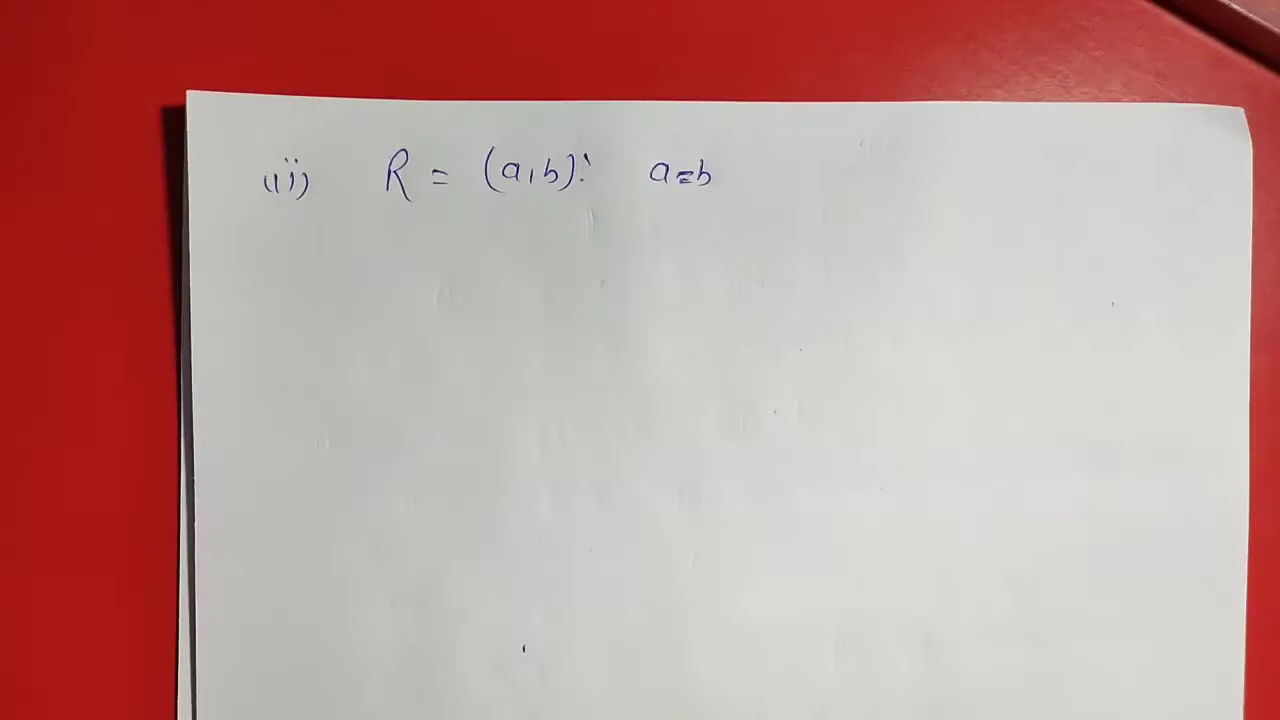 (ii) R = (a,b): a=b